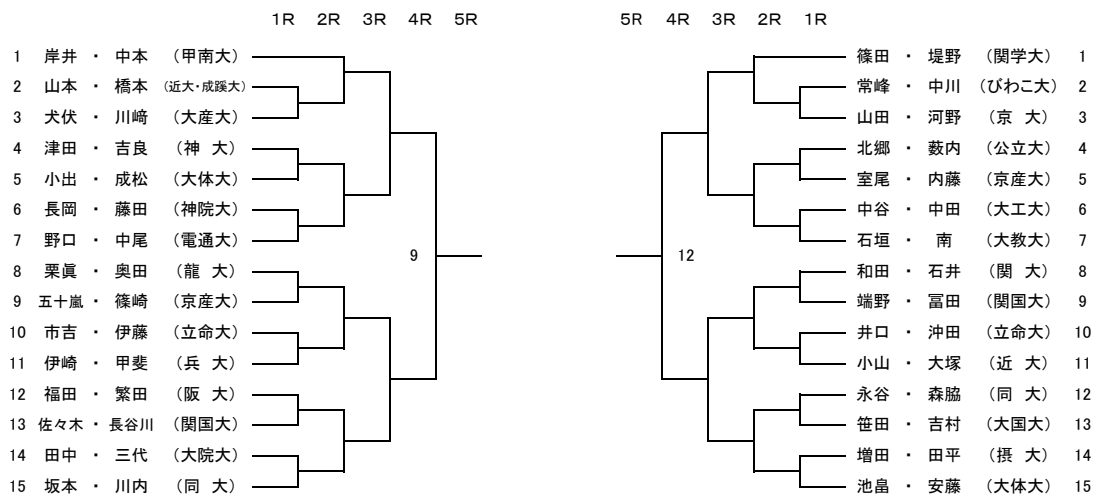 1R 2R 3R 4R 5R
1 岸井 ・ 中本 （甲南大）
2 山本 ・ 橋本 （近大・成蹊大）
3 犬伏 ・ 川﨑 （大産大）
4 津田 ・ 吉良 （神 大）
5 小出 ・ 成松 （大体大）
6 長岡 ・ 藤田 （神院大）
7 野口 ・ 中尾 （電通大）
9
8 栗眞 ・ 奥田 （龍 大）
9 五十嵐 ・ 篠崎 （京産大）
10 市吉 ・ 伊藤 （立命大）
11 伊崎 ・ 甲斐 （兵 大）
12 福田 ・ 繁田 （阪 大）
13 佐々木 ・ 長谷川 （関国大）
14 田中 ・ 三代 （大院大）
15 坂本 ・ 川内 （同 大）
5R 4R 3R 2R 1R
篠田 ・ 堤野 （関学大） 1
常峰 ・ 中川 （びわこ大） 2
山田 ・ 河野 （京 大） 3
北郷 ・ 薮内 （公立大） 4
室尾 ・ 内藤 （京産大） 5
中谷 ・ 中田 （大工大） 6
石垣 ・ 南 （大教大） 7
12
和田 ・ 石井 （関 大） 8
端野 ・ 冨田 （関国大） 9
井口 ・ 沖田 （立命大） 10
小山 ・ 大塚 （近 大） 11
永谷 ・ 森脇 （同 大） 12
笹田 ・ 吉村 （大国大） 13
増田 ・ 田平 （摂 大） 14
池畠 ・ 安藤 （大体大） 15